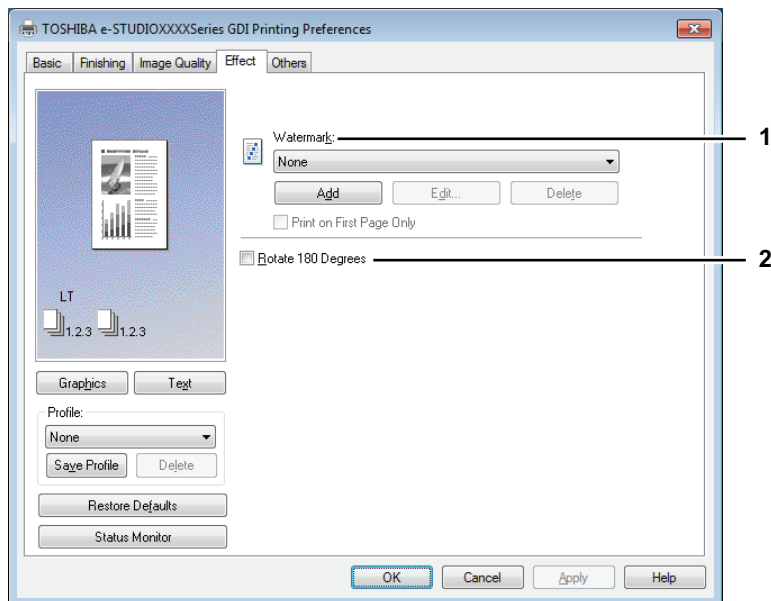 TOSHIBA e-STUDIOXXXXSeries GDI Printing Preferences
Basic Finishing Image Quality Effect Others
Watermark: 1
None
Add Edit... Delete
Print on First Page Only
Rotate 180 Degrees 2
LT
1.2.3 1.2.3
Graphics Text
Profile:
None
Save Profile Delete
Restore Defaults
Status Monitor
OK Cancel Apply Help